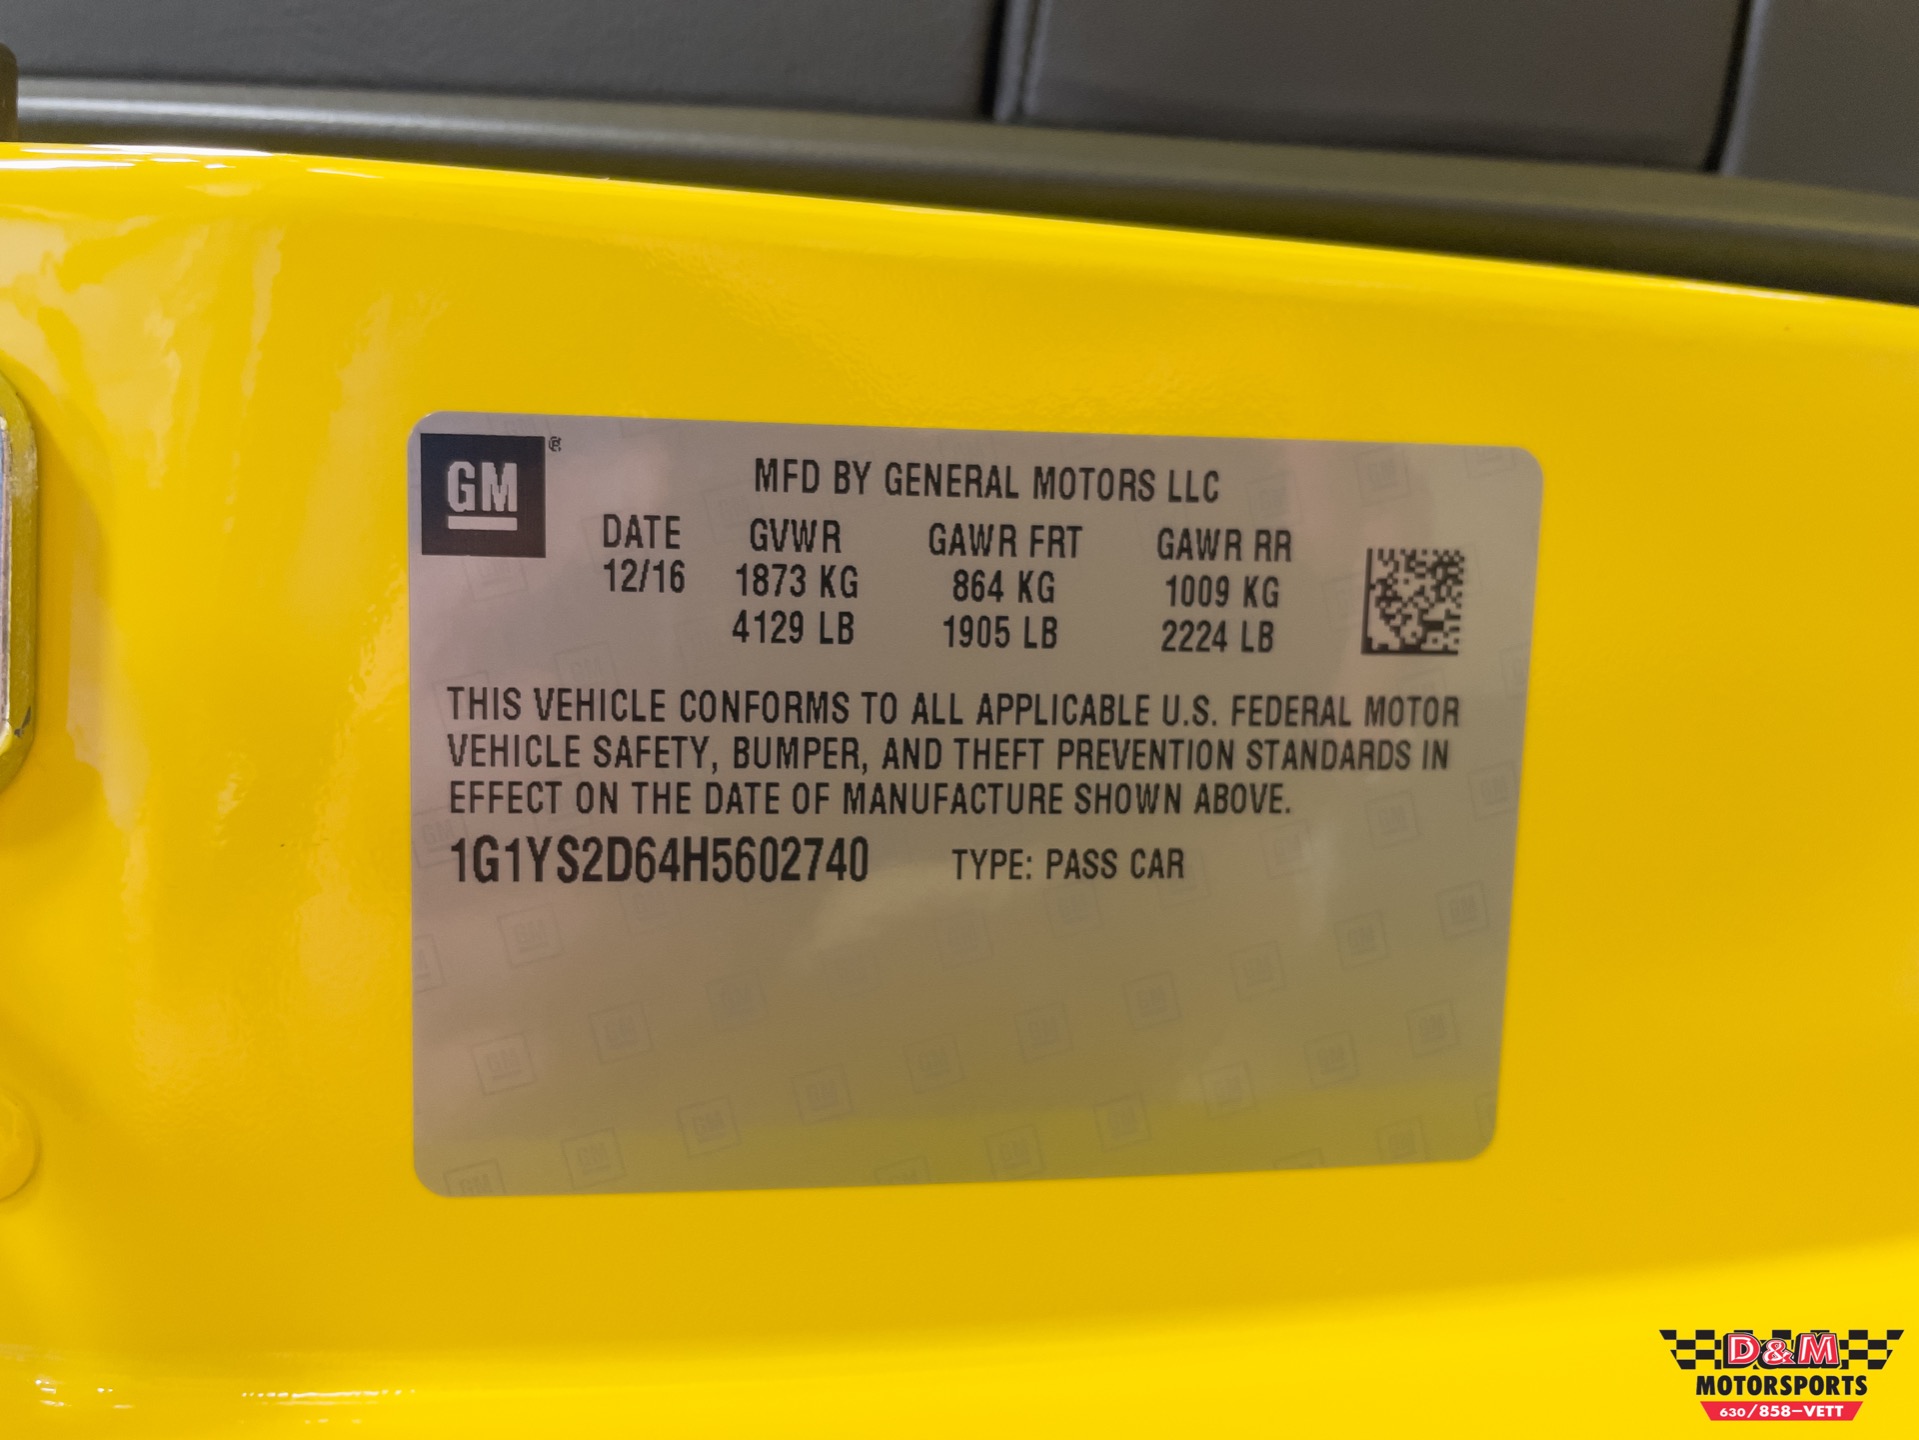 GM
MFD BY GENERAL MOTORS LLC
DATE GVWR GAWR FRT GAWR RR
12/16 1873 KG 864 KG 1009 KG
4129 LB 1905 LB 2224 LB
THIS VEHICLE CONFORMS TO ALL APPLICABLE U.S. FEDERAL MOTOR
VEHICLE SAFETY, BUMPER, AND THEFT PREVENTION STANDARDS IN
EFFECT ON THE DATE OF MANUFACTURE SHOWN ABOVE.
1G1YS2D64H5602740 TYPE: PASS CAR
D&M
MOTORSPORTS
630/858-VETT